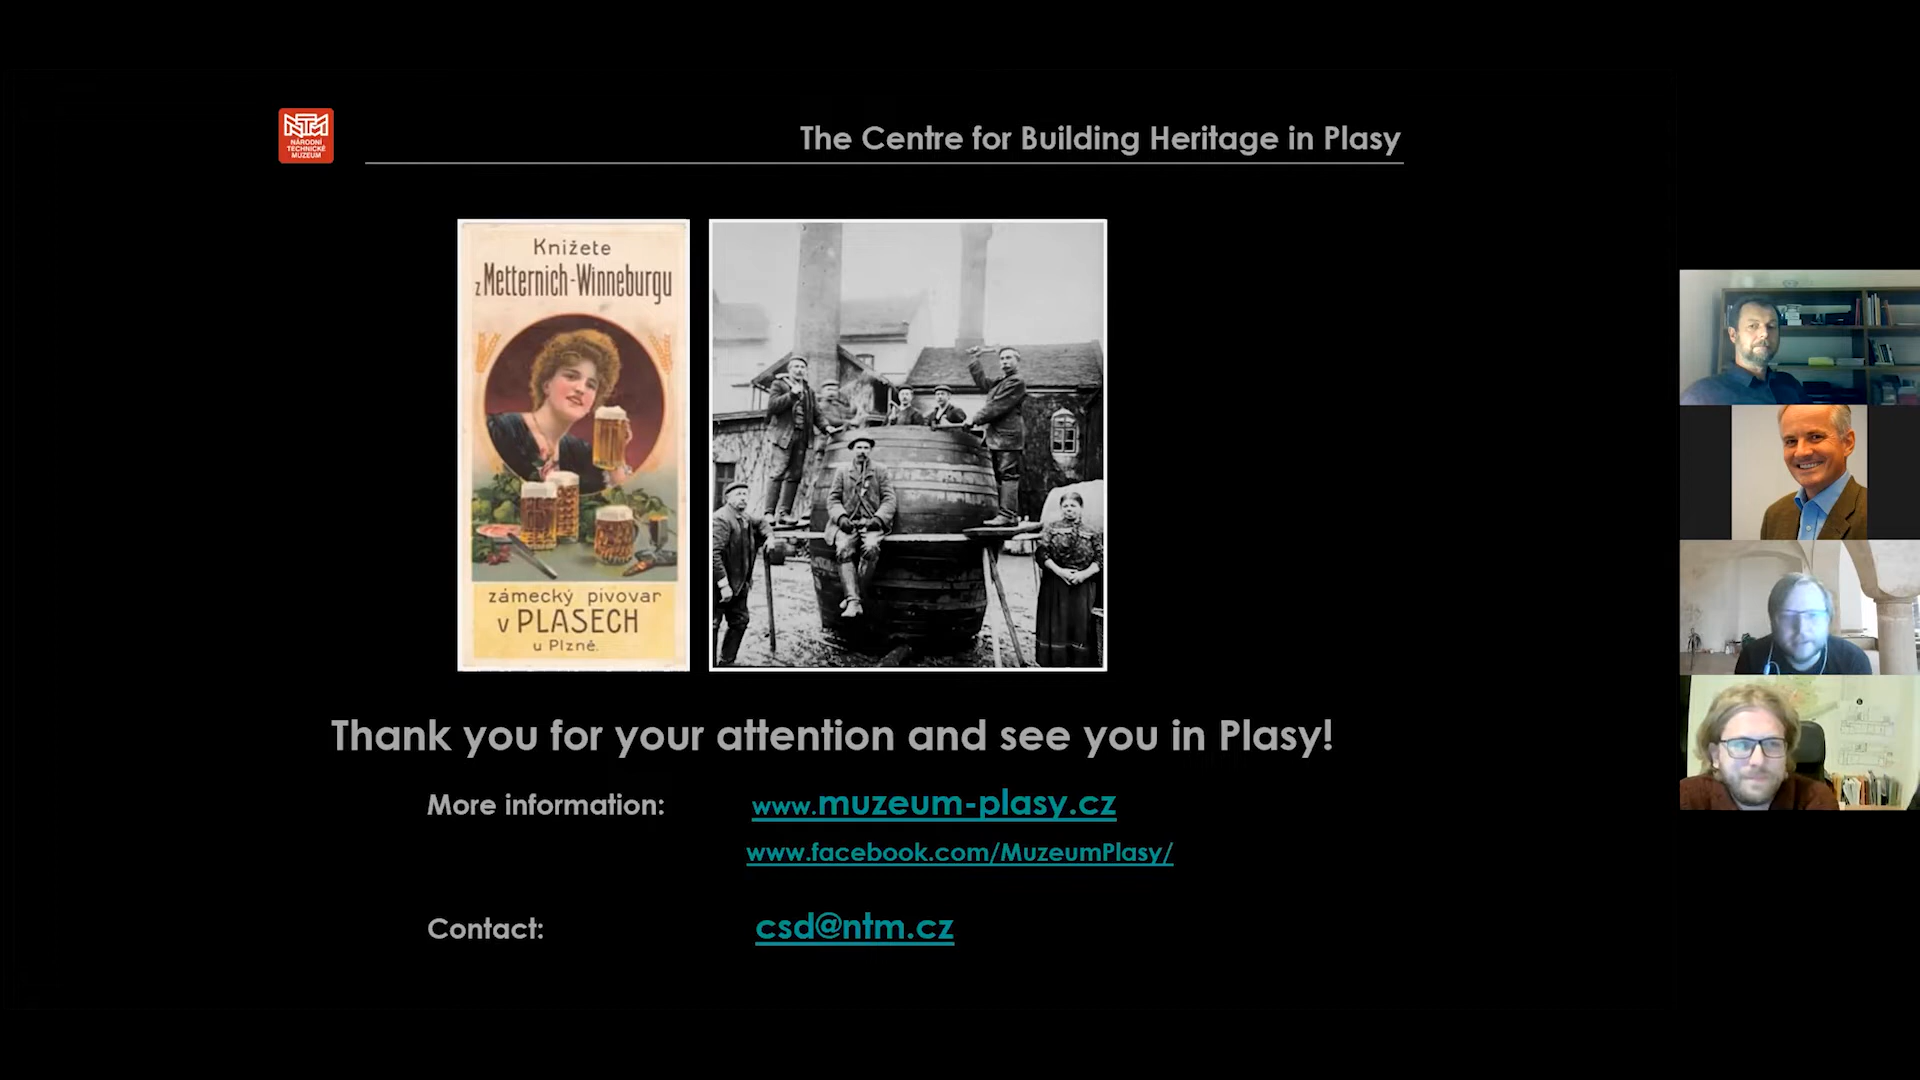 NTM
NÁRODNÍ
TECHNICKÉ
MUZEUM
The Centre for Building Heritage in Plasy
Knižete
z Metternich-Winneburgu
zámecký pivovar
v PLASECH
u Plzně.
Thank you for your attention and see you in Plasy!
More information: www.muzeum-plasy.cz
www.facebook.com/MuzeumPlasy/
Contact: csd@ntm.cz